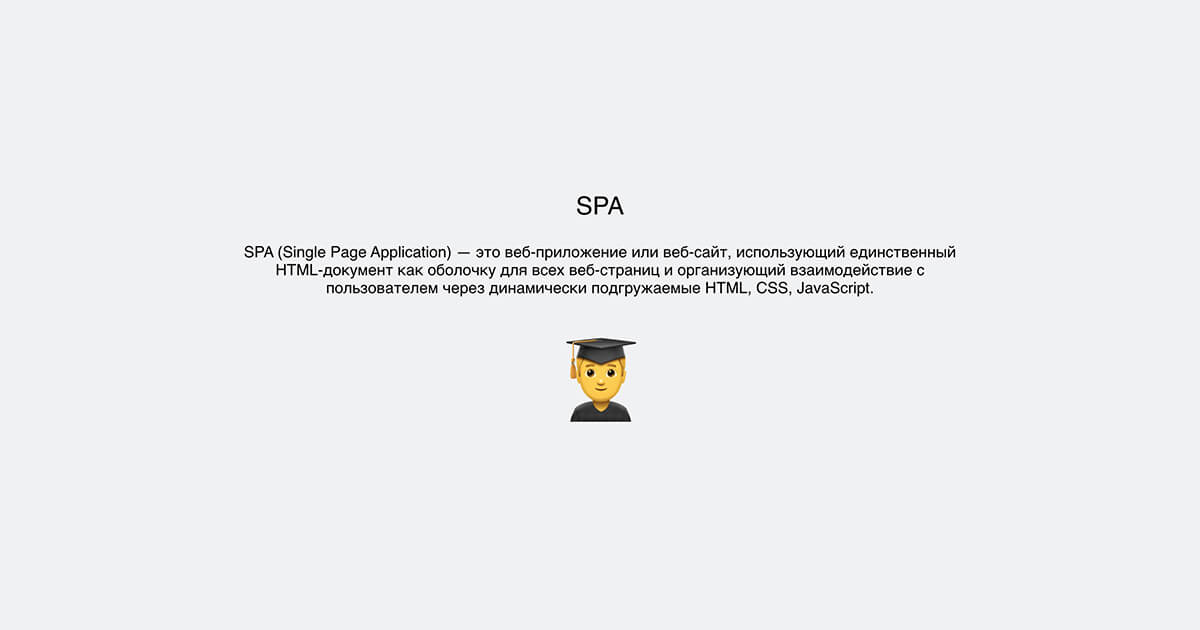 SPA
SPA (Single Page Application) — это веб-приложение или веб-сайт, использующий единственный
HTML-документ как оболочку для всех веб-страниц и организующий взаимодействие с
пользователем через динамически подгружаемые HTML, CSS, JavaScript.